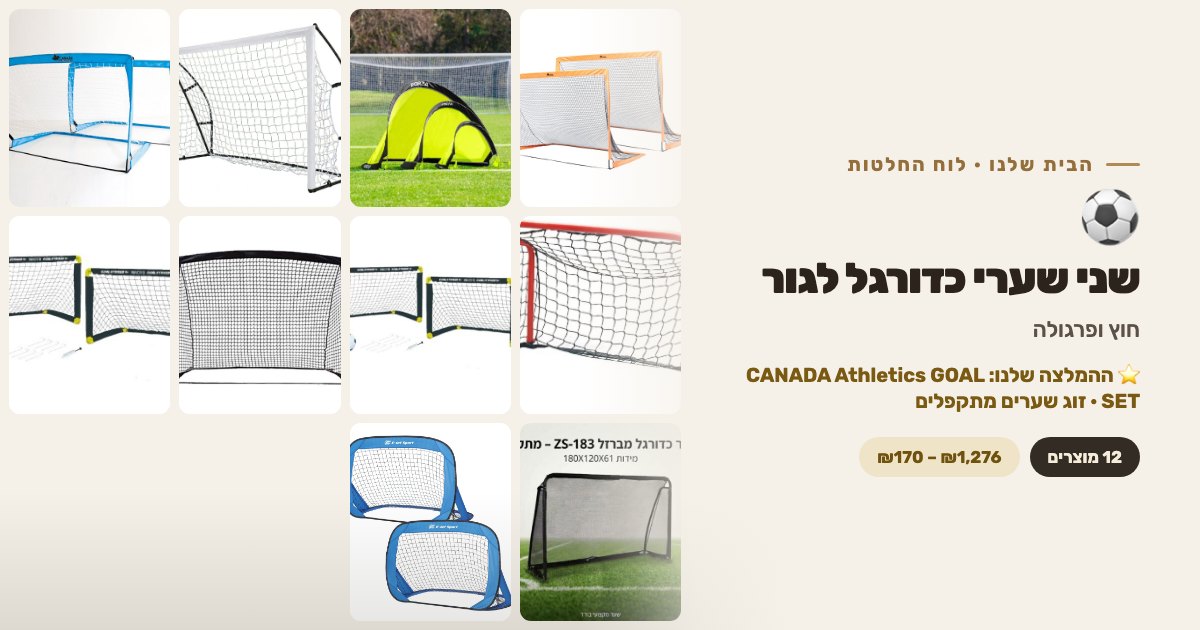 הבית שלנו • לוח החלטות
שני שערי כדורגל לגור
חוץ ופרגולה
⭐ ההמלצה שלנו: CANADA Athletics GOAL
SET • זוג שערים מתקפלים
12 מוצרים
₪170 – ₪1,276
ר כדורגל מברזל ZS-183 – מתק
מידות 180X120X61